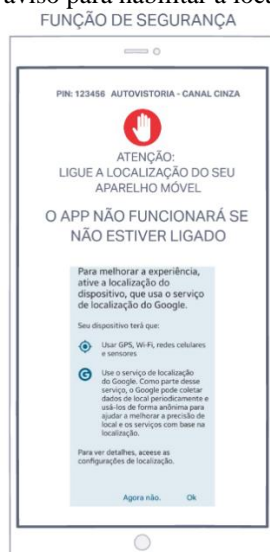 FUNÇÃO DE SEGURANÇA
PIN: 123456 AUTOVISTORIA - CANAL CINZA
ATENÇÃO:
LIGUE A LOCALIZAÇÃO DO SEU
APARELHO MÓVEL
O APP NÃO FUNCIONARÁ SE
NÃO ESTIVER LIGADO
Para melhorar a experiência,
ative a localização do
dispositivo, que usa o serviço
de localização do Google.
Seu dispositivo terá que:
Usar GPS, Wi-Fi, redes celulares
e sensores
G Use o serviço de localização
do Google. Como parte desse
serviço, o Google pode coletar
dados de local periodicamente e
usá-los de forma anônima para
ajudar a melhorar a precisão de
local e os serviços com base na
localização.
Para ver detalhes, aceese as
configurações de localização.
Agora não. Ok